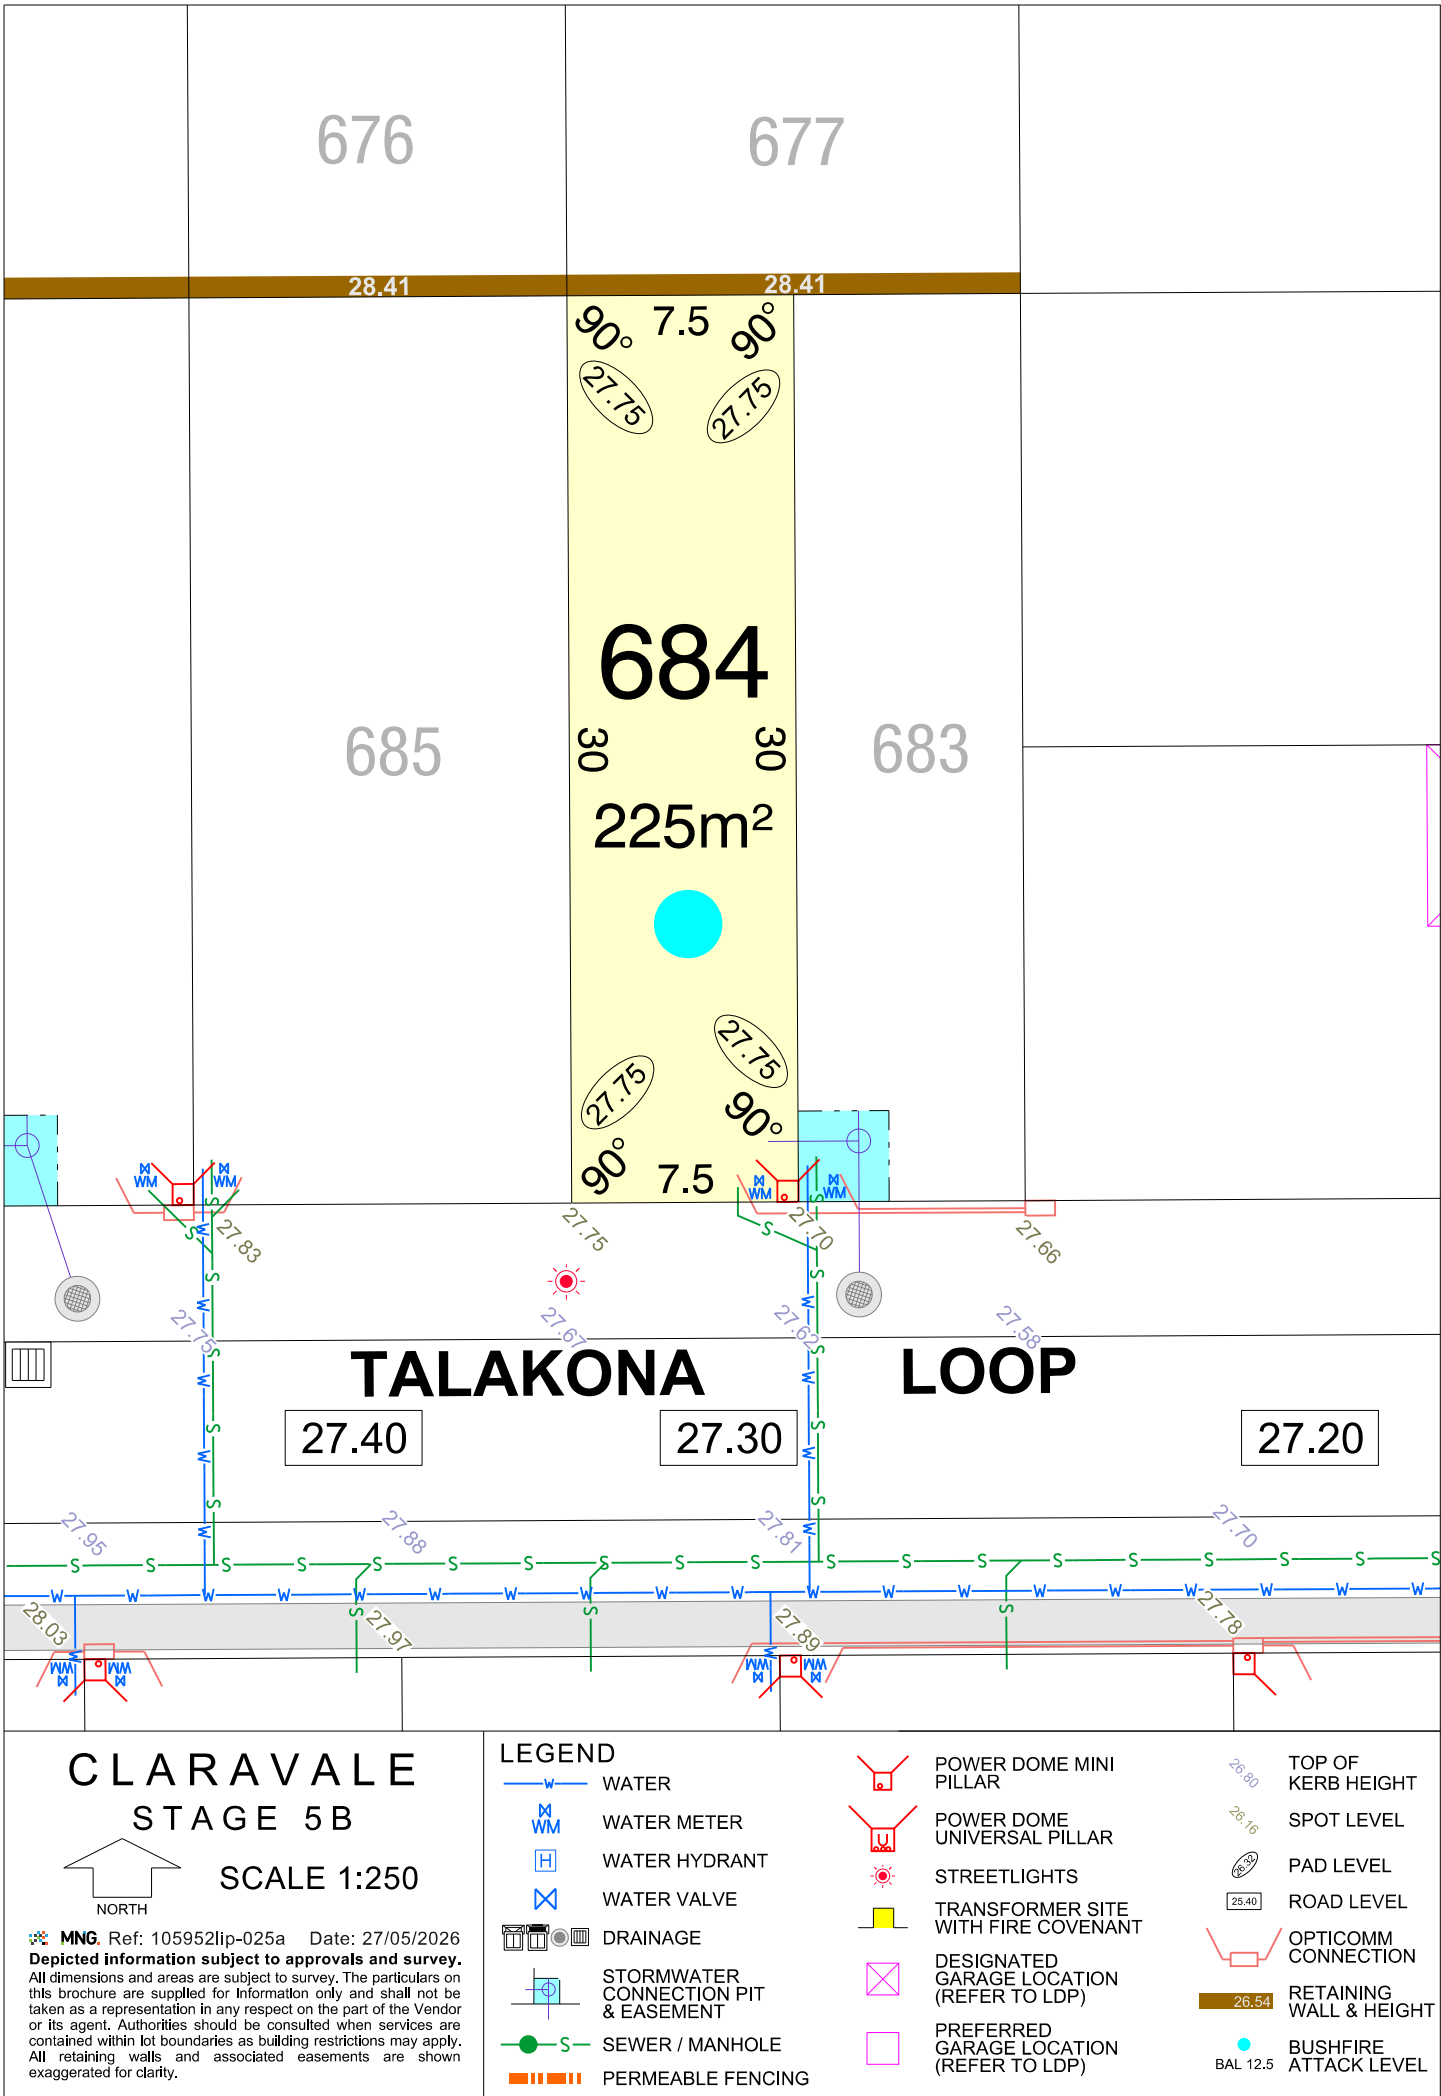 676
677
28.41
28.41
90°
7.5
90°
27.75
27.75
684
685
30
30
683
225m²
27.75
27.75
90°
90°
7.5
WM
WM
WM
WM
S
S
S
W
S
27.83
27.75
27.70
27.66
S
S
W
W
27.75
27.67
27.62
27.58
S
S
TALAKONA LOOP
W
W
27.40
27.30
27.20
S
S
W
W
S
S
27.95
27.88
27.81
27.70
W
W
S S S S S S S S S S S S S S S S S S S
W W W W W W W W W W W W W W W W W W W
28.03
S
27.97
S
27.89
S
27.78
W
W
WM
WM
WM
WM
CLARAVALE
STAGE 5B
SCALE 1:250
NORTH
MNG. Ref: 105952lip-025a Date: 27/05/2026
Depicted information subject to approvals and survey.
All dimensions and areas are subject to survey. The particulars on
this brochure are supplied for information only and shall not be
taken as a representation in any respect on the part of the Vendor
or its agent. Authorities should be consulted when services are
contained within lot boundaries as building restrictions may apply.
All retaining walls and associated easements are shown
exaggerated for clarity.
LEGEND
W WATER
WM WATER METER
H WATER HYDRANT
WATER VALVE
DRAINAGE
STORMWATER
CONNECTION PIT
& EASEMENT
S SEWER / MANHOLE
PERMEABLE FENCING
POWER DOME MINI
PILLAR
U POWER DOME
UNIVERSAL PILLAR
STREETLIGHTS
TRANSFORMER SITE
WITH FIRE COVENANT
DESIGNATED
GARAGE LOCATION
(REFER TO LDP)
PREFERRED
GARAGE LOCATION
(REFER TO LDP)
26.80 TOP OF
KERB HEIGHT
26.16 SPOT LEVEL
26.32 PAD LEVEL
25.40 ROAD LEVEL
OPTICOMM
CONNECTION
26.54 RETAINING
WALL & HEIGHT
BAL 12.5 BUSHFIRE
ATTACK LEVEL